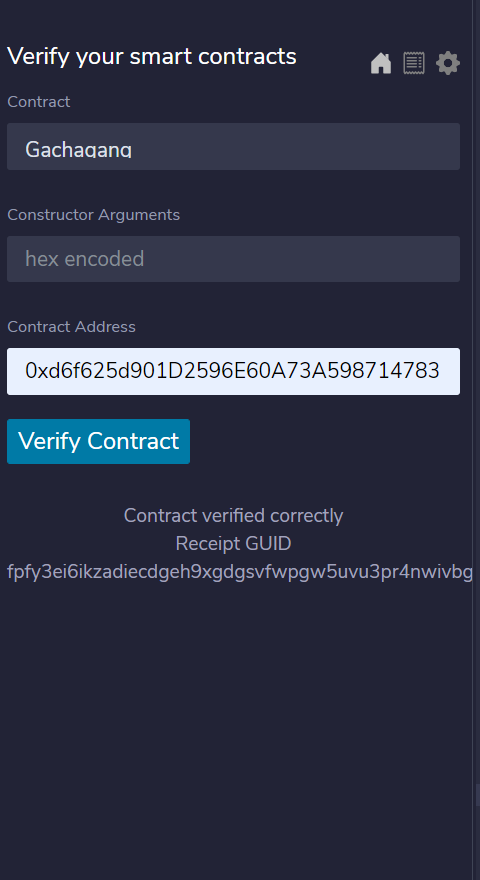 Verify your smart contracts
Contract
Gachagang
Constructor Arguments
hex encoded
Contract Address
0xd6f625d901D2596E60A73A598714783
Verify Contract
Contract verified correctly
Receipt GUID
fpfy3ei6ikzadiecdgeh9xgdgsvfwpgw5uvu3pr4nwivbg